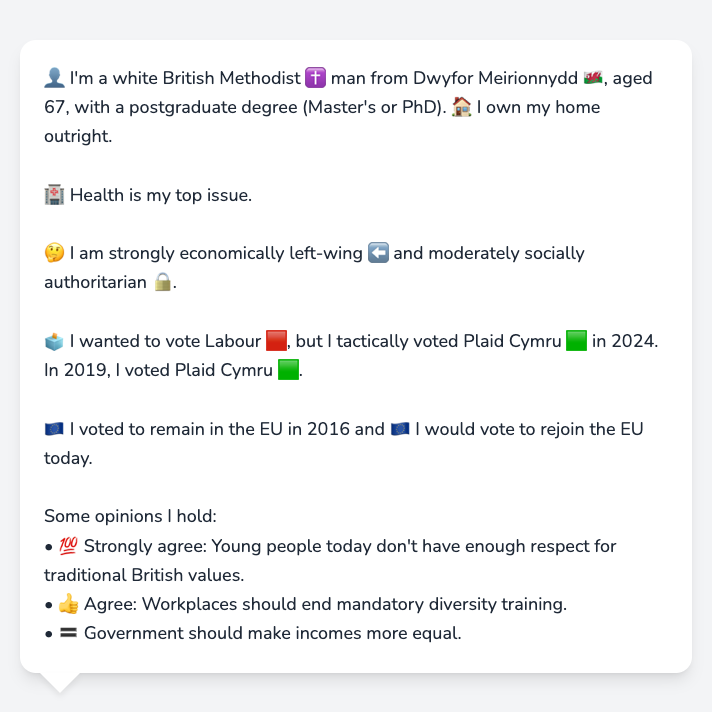 👤 I'm a white British Methodist ✝️ man from Dwyfor Meirionnydd 🏴󠁧󠁢󠁷󠁬󠁳󠁿, aged
67, with a postgraduate degree (Master's or PhD). 🏠 I own my home
outright.
🏥 Health is my top issue.
🤔 I am strongly economically left-wing ⬅️ and moderately socially
authoritarian 🔒.
🗳️ I wanted to vote Labour 🟥, but I tactically voted Plaid Cymru 🟩 in 2024.
In 2019, I voted Plaid Cymru 🟩.
🇪🇺 I voted to remain in the EU in 2016 and 🇪🇺 I would vote to rejoin the EU
today.
Some opinions I hold:
• 💯 Strongly agree: Young people today don't have enough respect for
traditional British values.
• 👍 Agree: Workplaces should end mandatory diversity training.
• 🟰 Government should make incomes more equal.